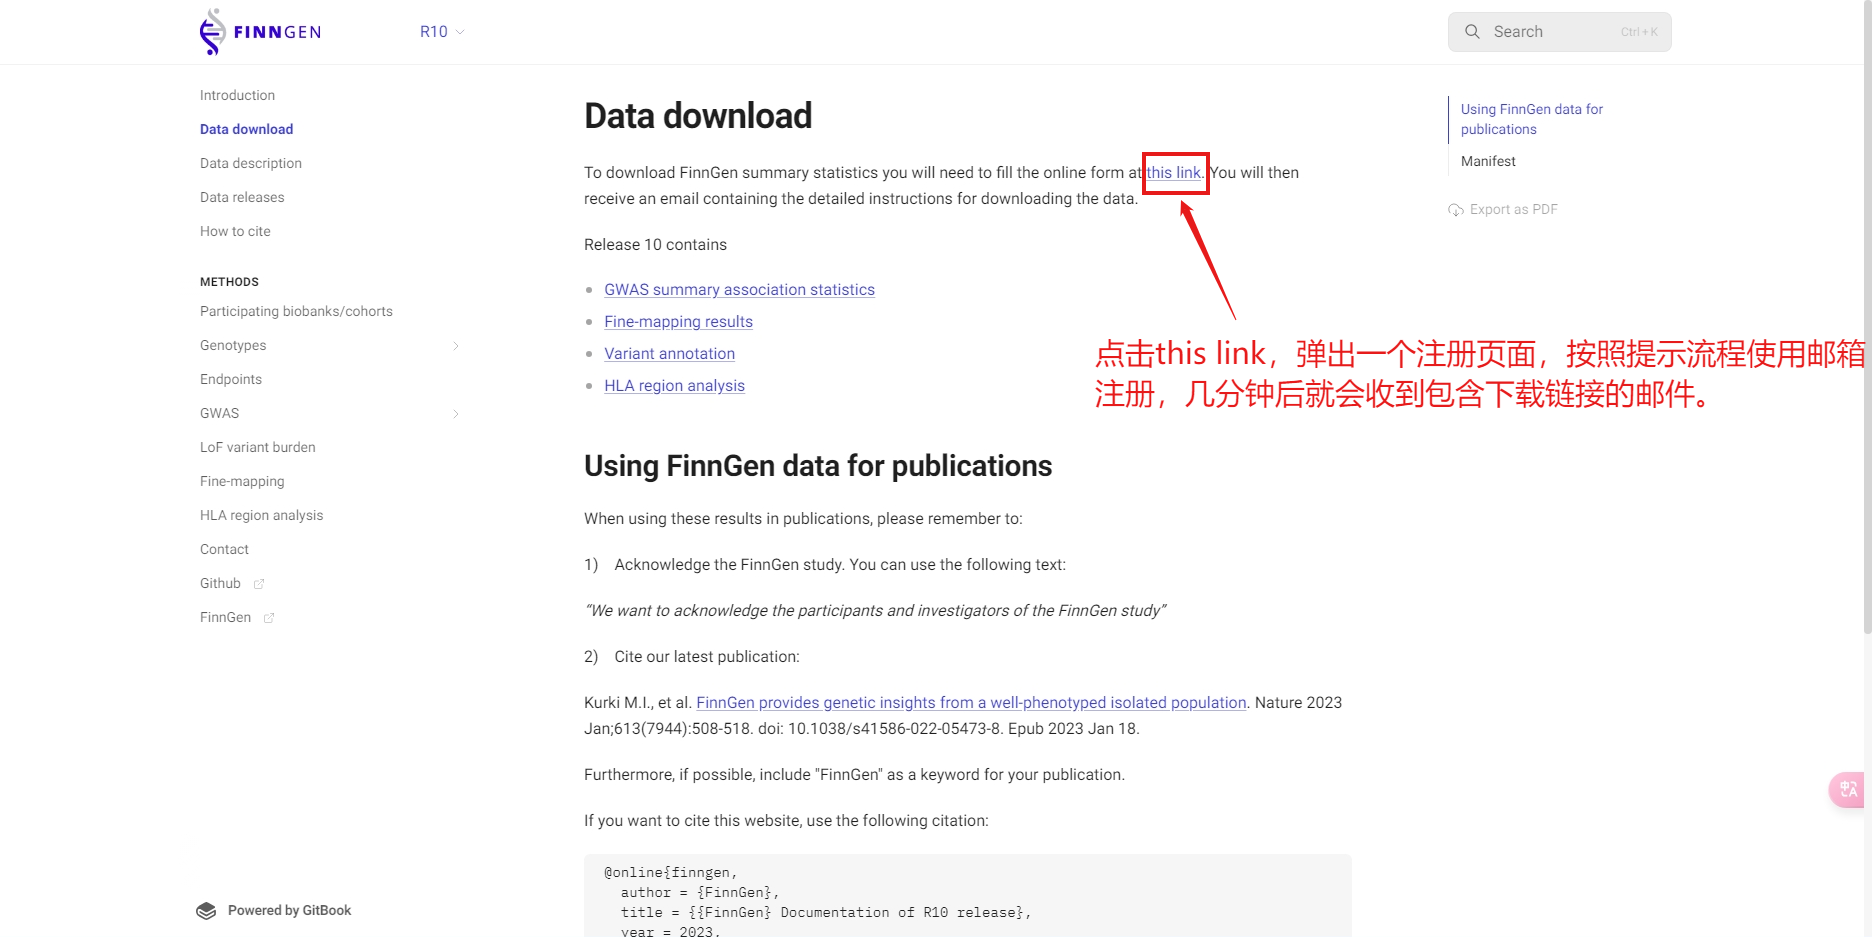 FINNGEN
R10
Search
Ctrl + K
Introduction
Data download
Data description
Data releases
How to cite
METHODS
Participating biobanks/cohorts
Genotypes
Endpoints
GWAS
LoF variant burden
Fine-mapping
HLA region analysis
Contact
Github
FinnGen
Powered by GitBook
Data download
To download FinnGen summary statistics you will need to fill the online form at this link. You will then
receive an email containing the detailed instructions for downloading the data.
Release 10 contains
GWAS summary association statistics
Fine-mapping results
Variant annotation
HLA region analysis
点击this link，弹出一个注册页面，按照提示流程使用邮箱
注册，几分钟后就会收到包含下载链接的邮件。
Using FinnGen data for publications
When using these results in publications, please remember to:
1) Acknowledge the FinnGen study. You can use the following text:
“We want to acknowledge the participants and investigators of the FinnGen study”
2) Cite our latest publication:
Kurki M.I., et al. FinnGen provides genetic insights from a well-phenotyped isolated population. Nature 2023
Jan;613(7944):508-518. doi: 10.1038/s41586-022-05473-8. Epub 2023 Jan 18.
Furthermore, if possible, include "FinnGen" as a keyword for your publication.
If you want to cite this website, use the following citation:
@online{finngen,
author = {FinnGen},
title = {{FinnGen} Documentation of R10 release},
year = 2023,
Using FinnGen data for
publications
Manifest
Export as PDF